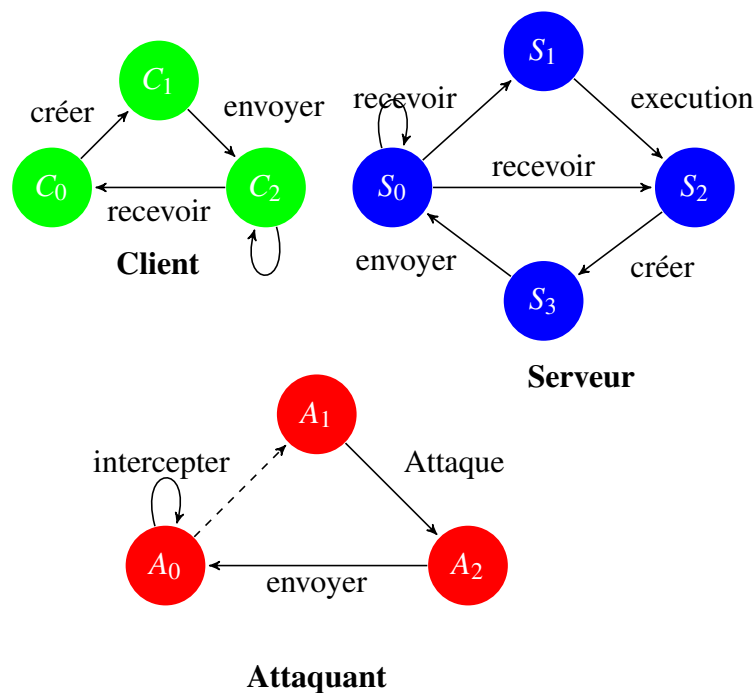 C₁
créer
envoyer
C₀
C₂
recevoir
Client
S₁
recevoir
execution
S₀
recevoir
S₂
envoyer
créer
S₃
Serveur
A₁
intercepter
Attaque
A₀
A₂
envoyer
Attaquant